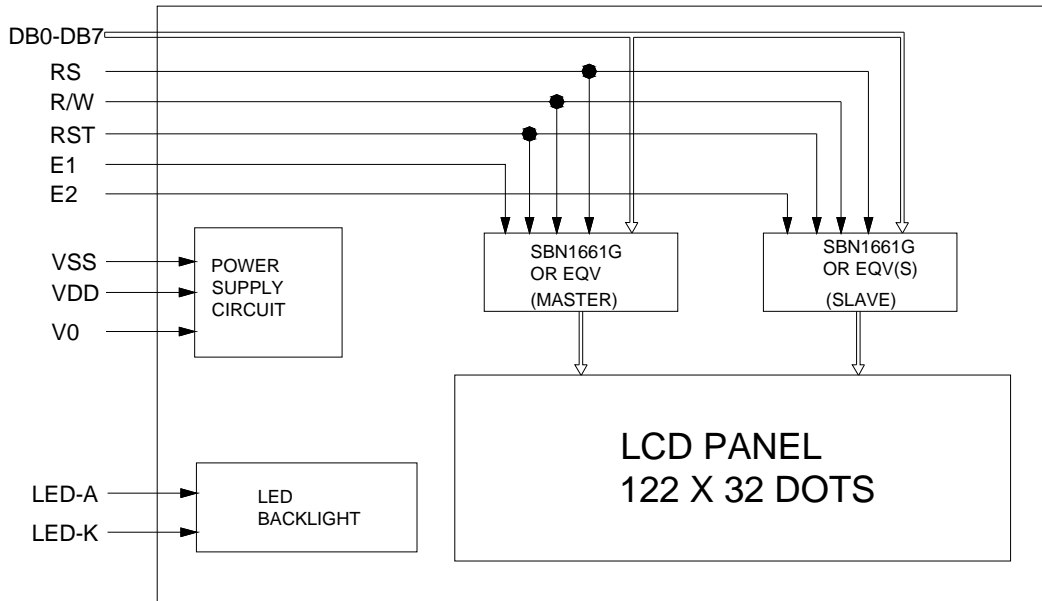 DB0-DB7
RS
R/W
RST
E1
E2
VSS
VDD
V0
POWER
SUPPLY
CIRCUIT
SBN1661G
OR EQV
(MASTER)
SBN1661G
OR EQV(S)
(SLAVE)
LCD PANEL
122 X 32 DOTS
LED-A
LED-K
LED
BACKLIGHT